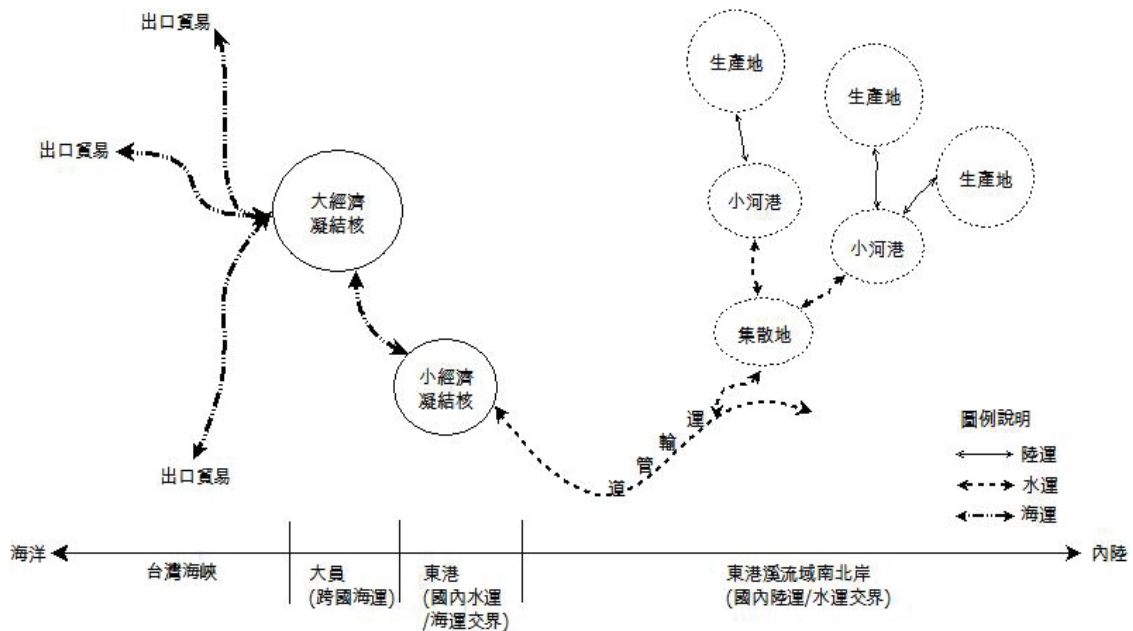 出口貿易
出口貿易
出口貿易
大經濟
凝結核
小經濟
凝結核
生產地
生產地
生產地
小河港
小河港
集散地
運
輸
管
道
圖例說明
陸運
水運
海運
海洋
內陸
台灣海峽
大員
(跨國海運)
東港
(國內水運
/海運交界)
東港溪流域南北岸
(國內陸運/水運交界)